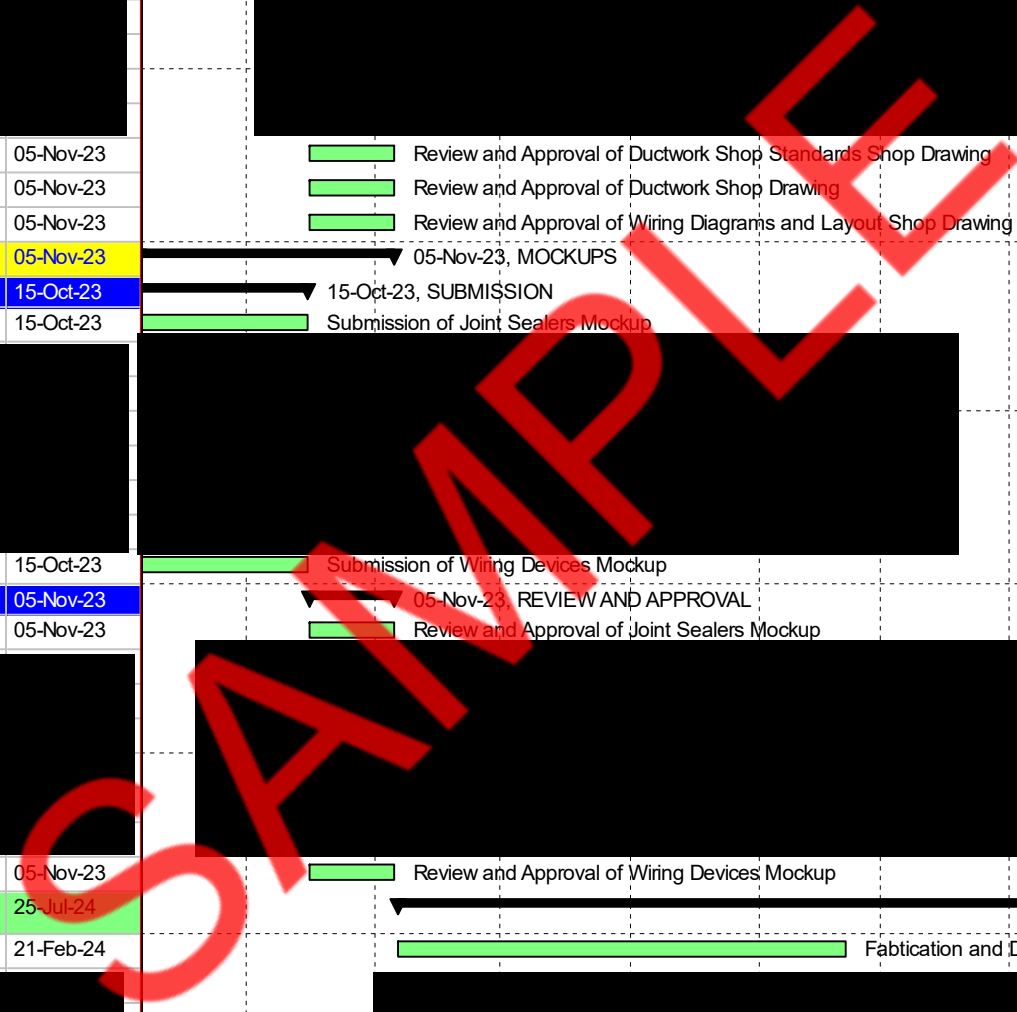 05-Nov-23 Review and Approval of Ductwork Shop Standards Shop Drawing
05-Nov-23 Review and Approval of Ductwork Shop Drawing
05-Nov-23 Review and Approval of Wiring Diagrams and Layout Shop Drawing
05-Nov-23 05-Nov-23, MOCKUPS
15-Oct-23 15-Oct-23, SUBMISSION
15-Oct-23 Submission of Joint Sealers Mockup
15-Oct-23 Submission of Wiring Devices Mockup
05-Nov-23 05-Nov-23, REVIEW AND APPROVAL
05-Nov-23 Review and Approval of Joint Sealers Mockup
05-Nov-23 Review and Approval of Wiring Devices Mockup
25-Jul-24
21-Feb-24 Fabtication and D
SAMPLE